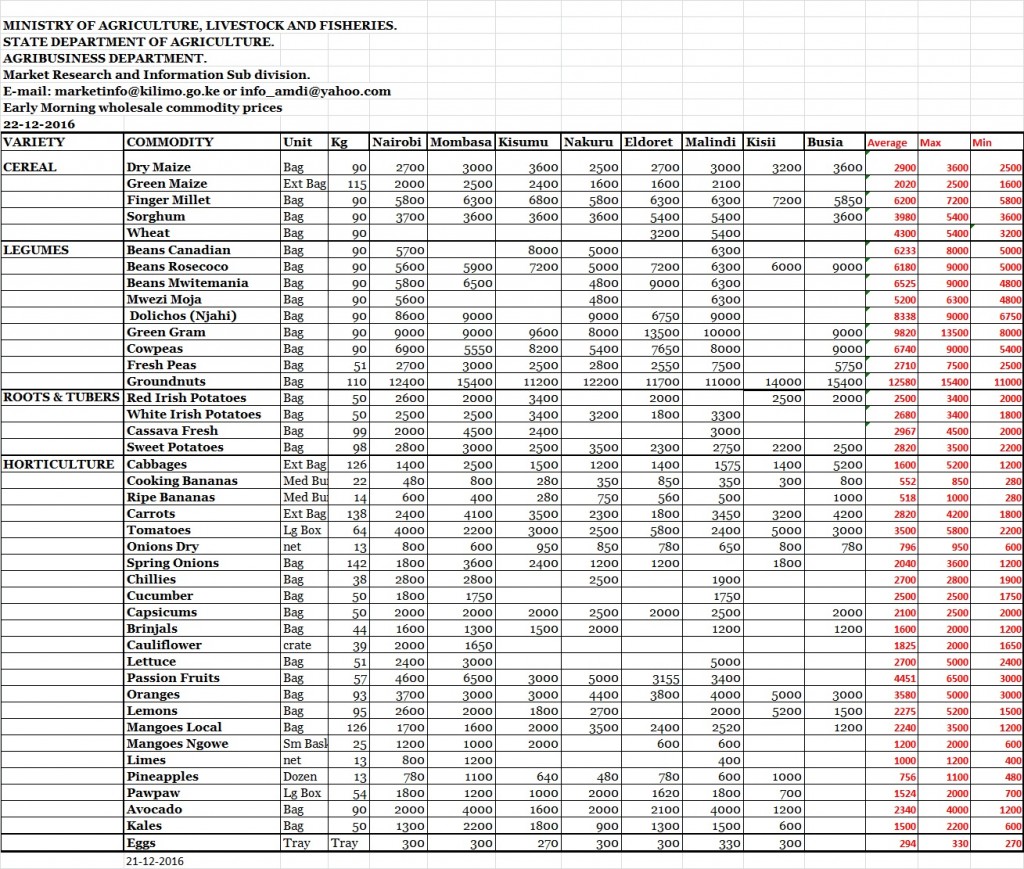 MINISTRY OF AGRICULTURE, LIVESTOCK AND FISHERIES.
STATE DEPARTMENT OF AGRICULTURE.
AGRIBUSINESS DEPARTMENT.
Market Research and Information Sub division.
E-mail: marketinfo@kilimo.go.ke or info_amdi@yahoo.com
Early Morning wholesale commodity prices
22-12-2016
VARIETY COMMODITY Unit Kg Nairobi Mombasa Kisumu Nakuru Eldoret Malindi Kisii Busia Average Max Min
CEREAL Dry Maize Bag 90 2700 3000 3600 2500 2700 3000 3200 3600 2900 3600 2500
Green Maize Ext Bag 115 2000 2500 2400 1600 1600 2100 2020 2500 1600
Finger Millet Bag 90 5800 6300 6800 5800 6300 6300 7200 5850 6200 7200 5800
Sorghum Bag 90 3700 3600 3600 3600 5400 5400 3600 3980 5400 3600
Wheat Bag 90 3200 5400 4300 5400 3200
LEGUMES Beans Canadian Bag 90 5700 8000 5000 6300 6233 8000 5000
Beans Rosecoco Bag 90 5600 5900 7200 5000 7200 6300 6000 9000 6180 9000 5000
Beans Mwitemania Bag 90 5800 6500 4800 9000 6300 6525 9000 4800
Mwezi Moja Bag 90 5600 4800 6300 5200 6300 4800
Dolichos (Njahi) Bag 90 8600 9000 9000 6750 9000 8338 9000 6750
Green Gram Bag 90 9000 9000 9600 8000 13500 10000 9000 9820 13500 8000
Cowpeas Bag 90 6900 5550 8200 5400 7650 8000 9000 6740 9000 5400
Fresh Peas Bag 51 2700 3000 2500 2800 2550 7500 5750 2710 7500 2500
Groundnuts Bag 110 12400 15400 11200 12200 11700 11000 14000 15400 12580 15400 11000
ROOTS & TUBERS Red Irish Potatoes Bag 50 2600 2000 3400 2000 2500 2000 2500 3400 2000
White Irish Potatoes Bag 50 2500 2500 3400 3200 1800 3300 2680 3400 1800
Cassava Fresh Bag 99 2000 4500 2400 3000 2967 4500 2000
Sweet Potatoes Bag 98 2800 3000 2500 3500 2300 2750 2200 2500 2820 3500 2200
HORTICULTURE Cabbages Ext Bag 126 1400 2500 1500 1200 1400 1575 1400 5200 1600 5200 1200
Cooking Bananas Med Bu 22 480 800 280 350 850 350 300 800 552 850 280
Ripe Bananas Med Bu 14 600 400 280 750 560 500 1000 518 1000 280
Carrots Ext Bag 138 2400 4100 3500 2300 1800 3450 3200 4200 2820 4200 1800
Tomatoes Lg Box 64 4000 2200 3000 2500 5800 2400 5000 3000 3500 5800 2200
Onions Dry net 13 800 600 950 850 780 650 800 780 796 950 600
Spring Onions Bag 142 1800 3600 2400 1200 1200 1800 2040 3600 1200
Chillies Bag 38 2800 2800 2500 1900 2700 2800 1900
Cucumber Bag 50 1800 1750 1750 2500 2500 1750
Capsicums Bag 50 2000 2000 2000 2500 2000 2500 2000 2100 2500 2000
Brinjals Bag 44 1600 1300 1500 2000 1200 1200 1600 2000 1200
Cauliflower crate 39 2000 1650 1825 2000 1650
Lettuce Bag 51 2400 3000 5000 2700 5000 2400
Passion Fruits Bag 57 4600 6500 3000 5000 3155 3400 4451 6500 3000
Oranges Bag 93 3700 3000 3000 4400 3800 4000 5000 3000 3580 5000 3000
Lemons Bag 95 2600 2000 1800 2700 2000 5200 1500 2275 5200 1500
Mangoes Local Bag 126 1700 1600 2000 3500 2400 2520 1200 2240 3500 1200
Mangoes Ngowe Sm Bask 25 1200 1000 2000 600 600 1200 2000 600
Limes net 13 800 1200 400 1000 1200 400
Pineapples Dozen 13 780 1100 640 480 780 600 1000 756 1100 480
Pawpaw Lg Box 54 1800 1200 1000 2000 1620 1800 700 1524 2000 700
Avocado Bag 90 2000 4000 1600 2000 2100 4000 1200 2340 4000 1200
Kales Bag 50 1300 2200 1800 900 1300 1500 600 1500 2200 600
Eggs Tray Tray 300 300 270 300 300 330 300 294 330 270
21-12-2016